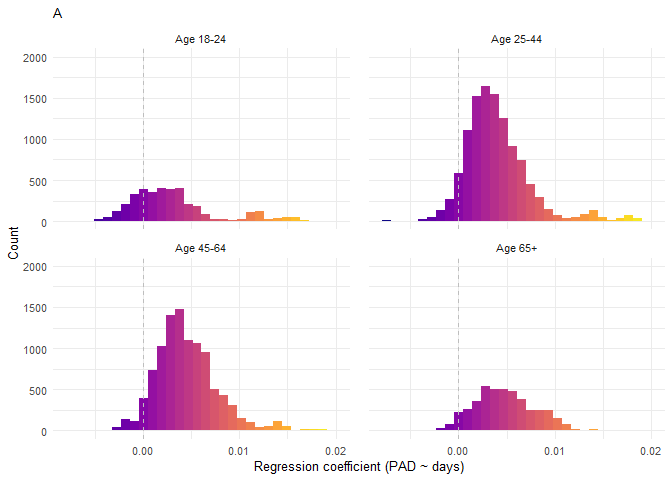 A
Age 18-24
Age 25-44
2000
1500
1000
500
0
Count
Age 45-64
Age 65+
2000
1500
1000
500
0
0.00
0.01
0.02
0.00
0.01
0.02
Regression coefficient (PAD ~ days)